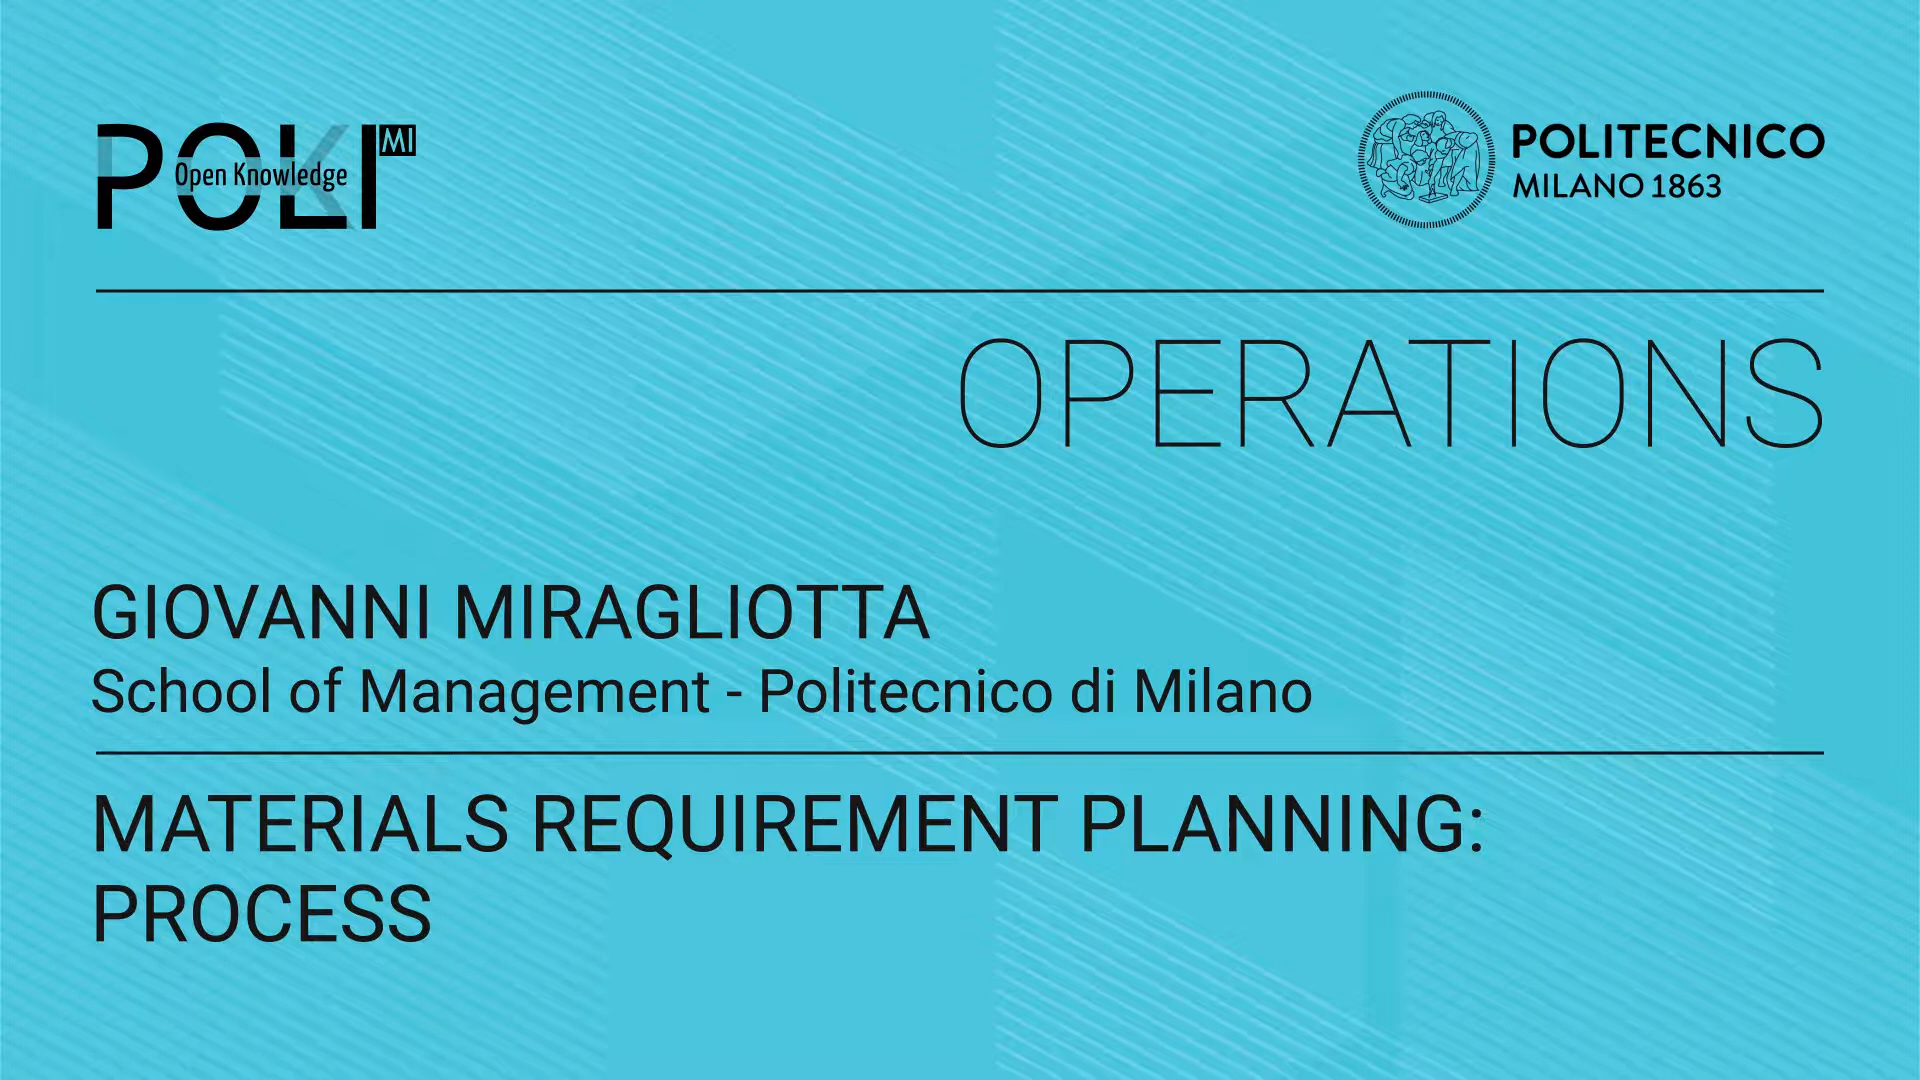 POLI MI
Open Knowledge
POLITECNICO
MILANO 1863
OPERATIONS
GIOVANNI MIRAGLIOTTA
School of Management - Politecnico di Milano
MATERIALS REQUIREMENT PLANNING:
PROCESS